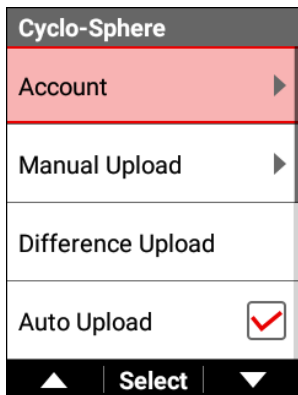 Cyclo-Sphere
Account
Manual Upload
Difference Upload
Auto Upload
Select